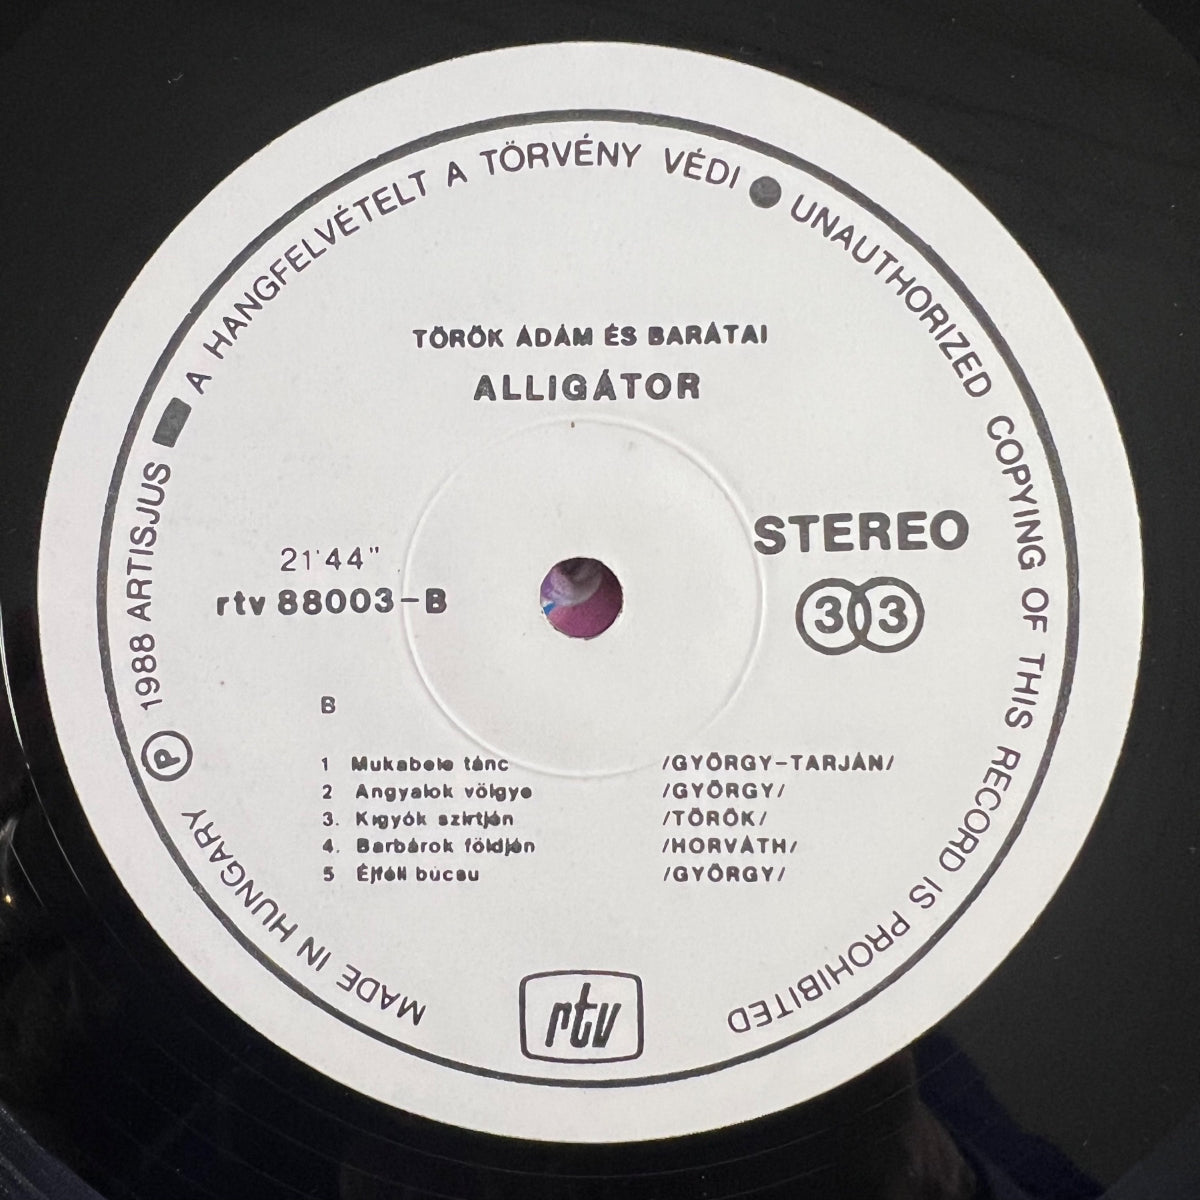 A HANGFELVÉTELT A TÖRVÉNY VÉDI ● UNAUTHORIZED COPYING OF THIS RECORD IS PROHIBITED
TÖRÖK ÁDÁM ÉS BARÁTAI
ALLIGÁTOR
STEREO
33
21'44"
rtv 88003-B
B
1 Mukabele tánc /GYÖRGY-TARJÁN/
2 Angyalok völgye /GYÖRGY/
3. Kígyók szirtjén /TÖRÖK/
4. Barbárok földjén /HORVÁTH/
5 Éjféli búcsu /GYÖRGY/
rtv
MADE IN HUNGARY Ⓟ 1988 ARTISJUS ■